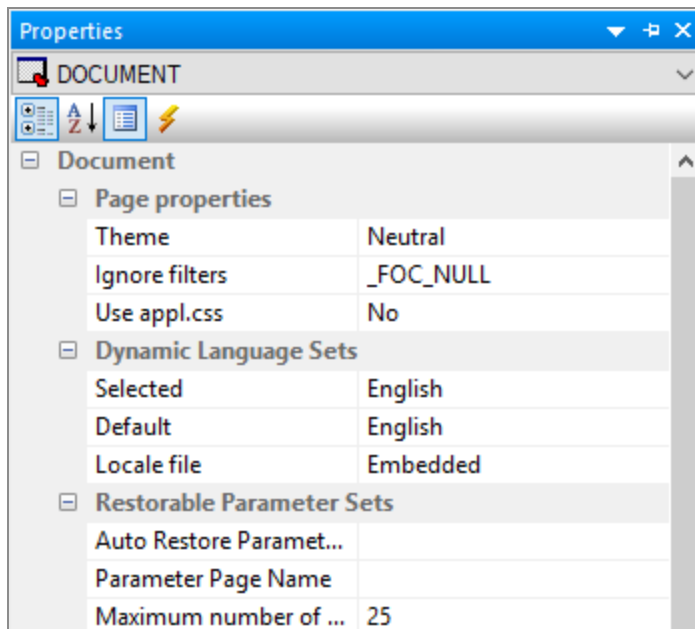 Properties
DOCUMENT
Document
Page properties
Theme Neutral
Ignore filters _FOC_NULL
Use appl.css No
Dynamic Language Sets
Selected English
Default English
Locale file Embedded
Restorable Parameter Sets
Auto Restore Paramet...
Parameter Page Name
Maximum number of ... 25